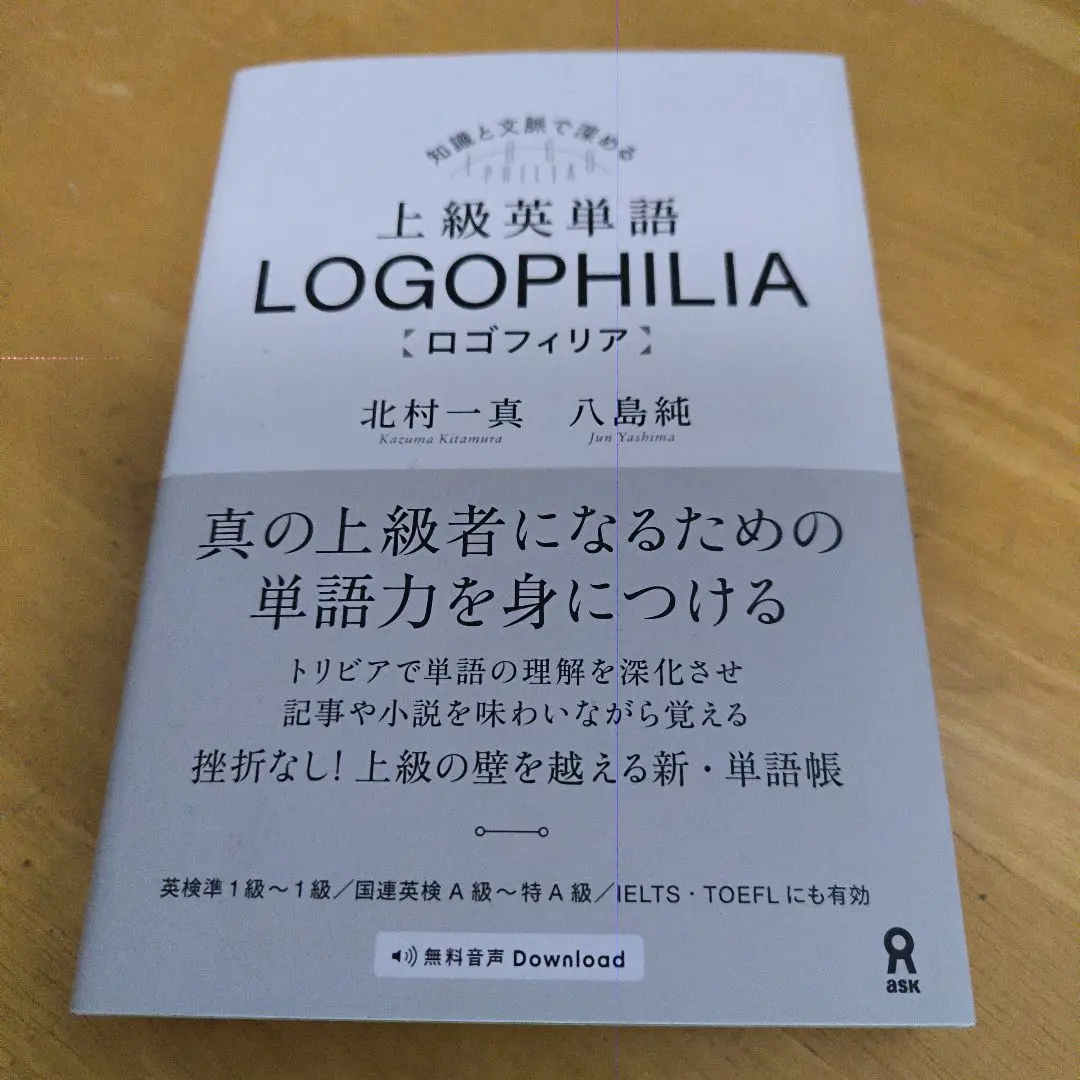 知識と文脈で深める
LOGO
PHILIA
上級英単語
LOGOPHILIA
【ロゴフィリア】
北村一真 八島純
Kazuma Kitamura Jun Yashima
真の上級者になるための
単語力を身につける
トリビアで単語の理解を深化させ
記事や小説を味わいながら覚える
挫折なし!上級の壁を越える新・単語帳
英検準1級〜1級/国連英検A級〜特A級/IELTS・TOEFLにも有効
無料音声 Download
ask